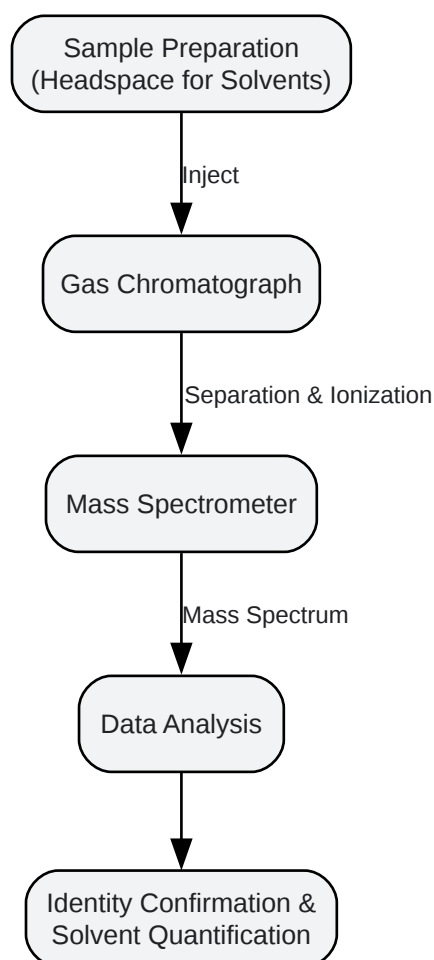 Sample Preparation
(Headspace for Solvents)
Inject
Gas Chromatograph
Separation & Ionization
Mass Spectrometer
Mass Spectrum
Data Analysis
Identity Confirmation &
Solvent Quantification